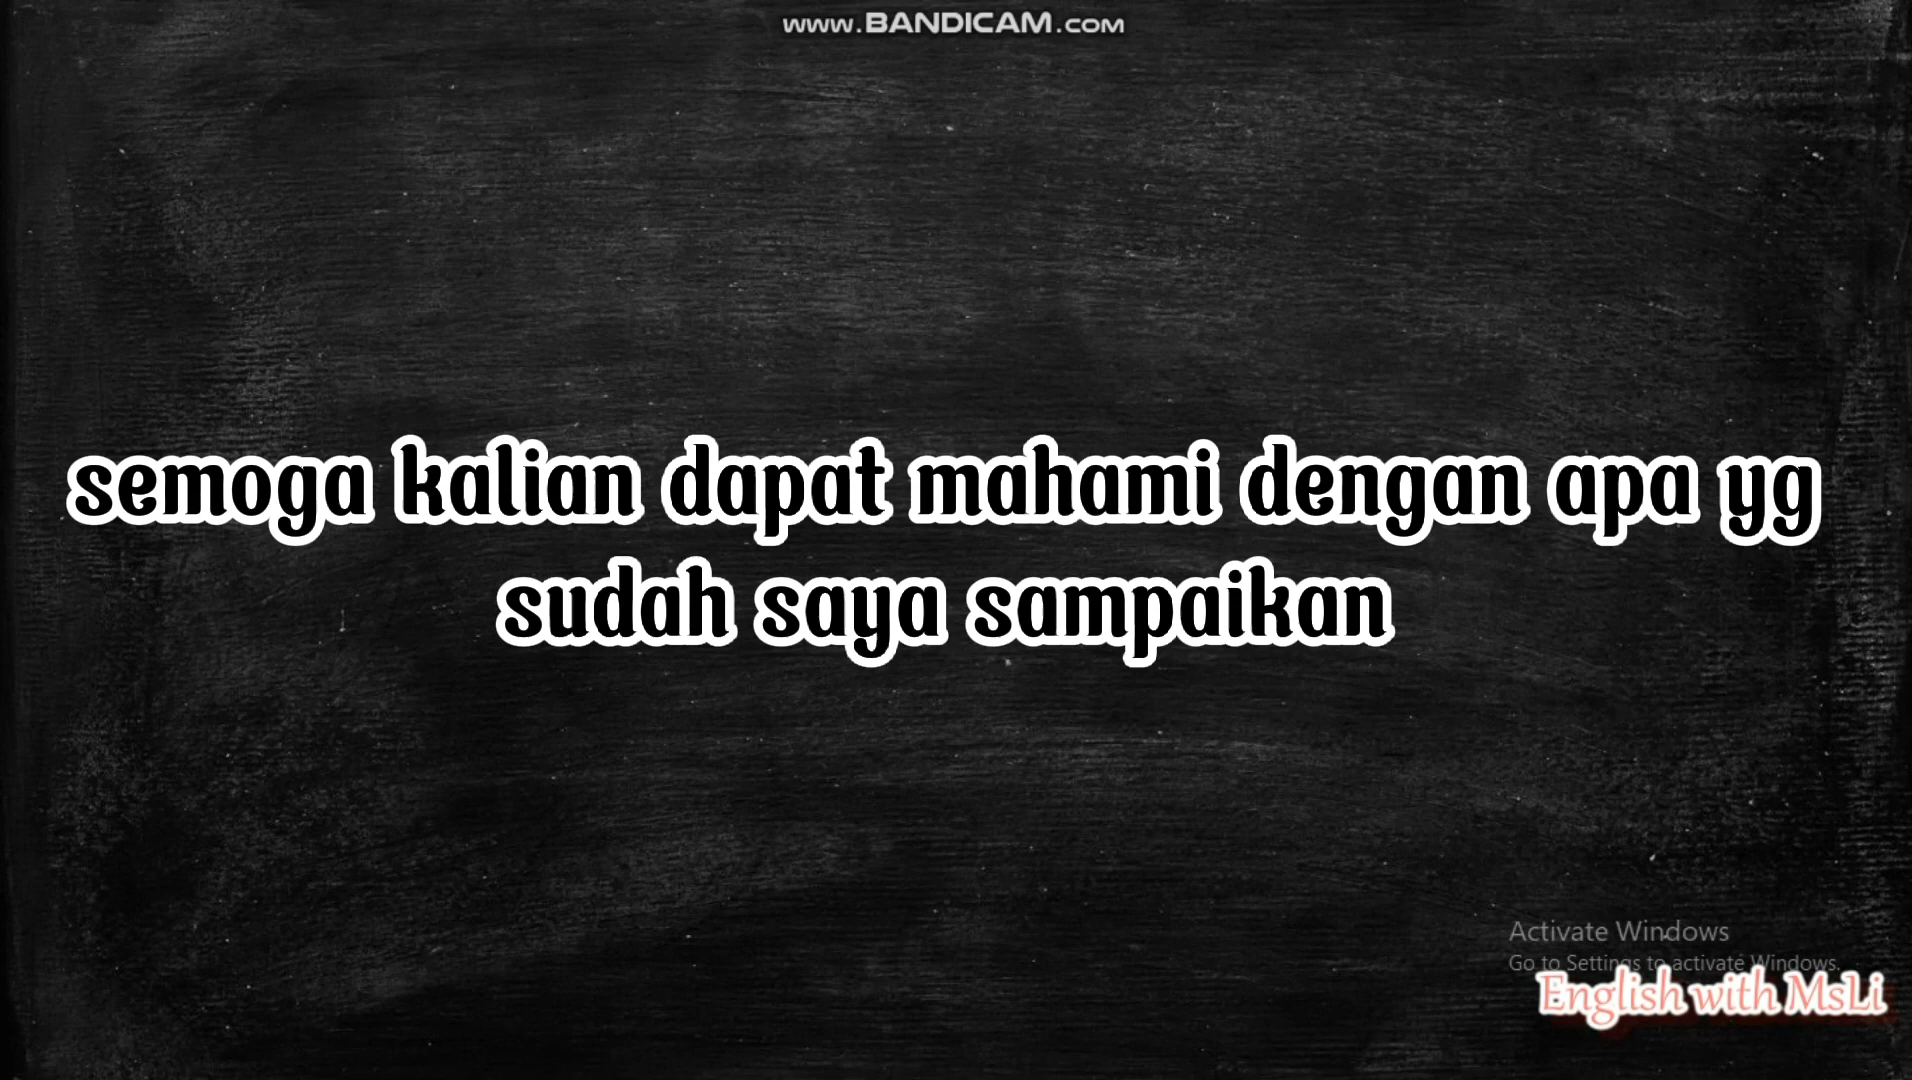 www.BANDICAM.com
semoga kalian dapat mahami dengan apa yg
sudah saya sampaikan
Activate Windows
Go to Settings to activate Windows.
English with MsLi